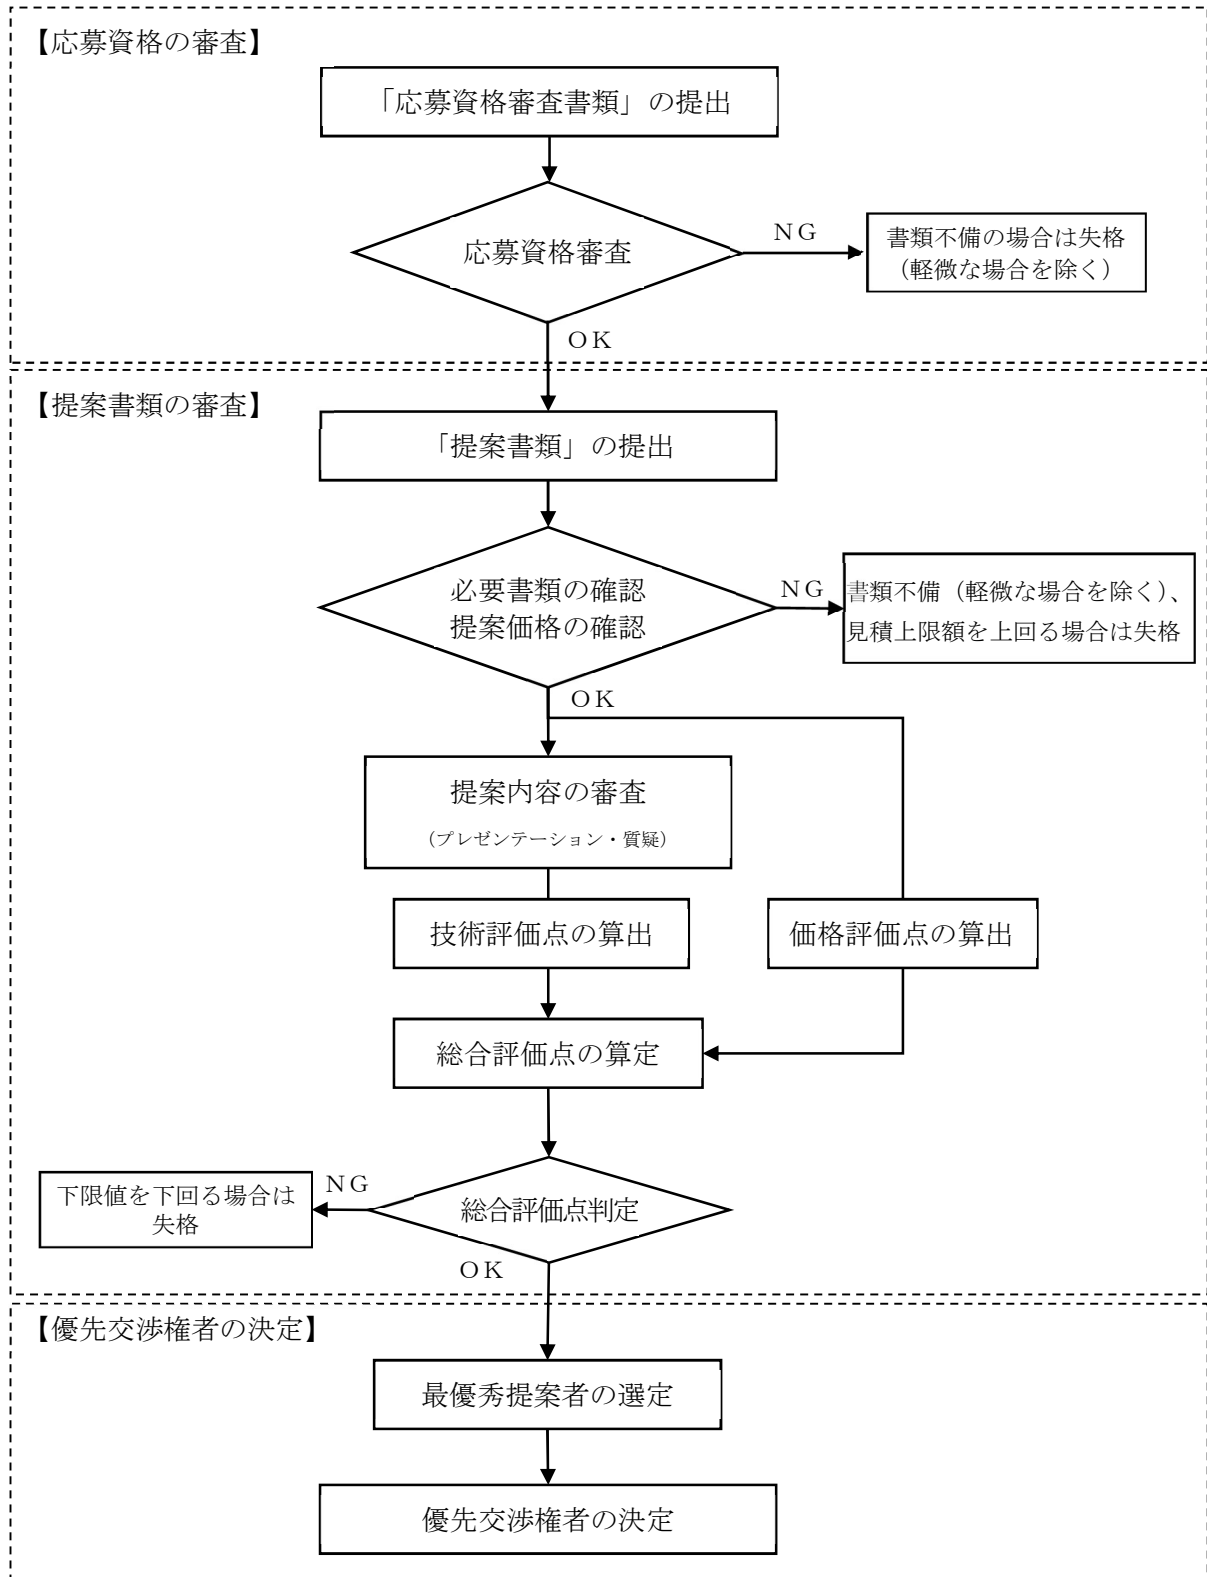 【応募資格の審査】
「応募資格審査書類」の提出
応募資格審査
NG
書類不備の場合は失格
(軽微な場合を除く)
OK
【提案書類の審査】
「提案書類」の提出
必要書類の確認
提案価格の確認
NG
書類不備（軽微な場合を除く）、
見積上限額を上回る場合は失格
OK
提案内容の審査
（プレゼンテーション・質疑）
技術評価点の算出
価格評価点の算出
総合評価点の算定
総合評価点判定
NG
下限値を下回る場合は
失格
OK
【優先交渉権者の決定】
最優秀提案者の選定
優先交渉権者の決定